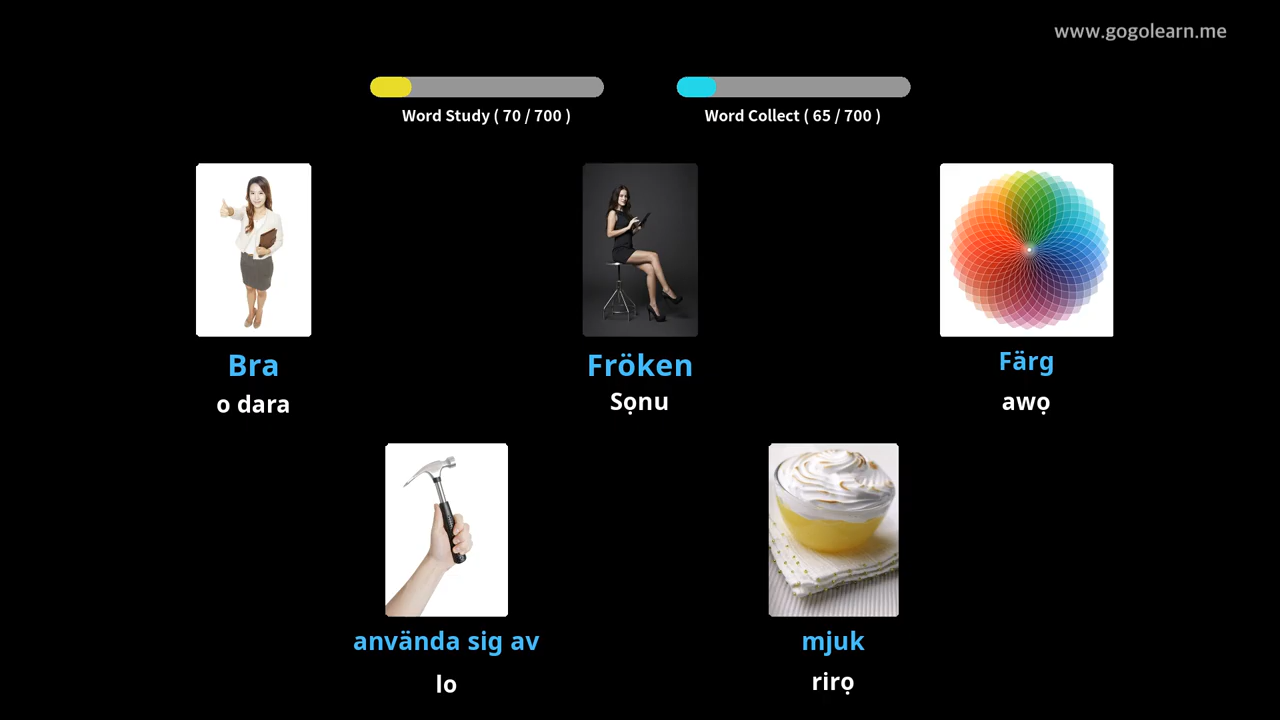 www.gogolearn.me
Word Study ( 70 / 700 )
Word Collect ( 65 / 700 )
Bra
o dara
Fröken
Sọnu
Färg
awọ
använda sig av
lo
mjuk
rirọ